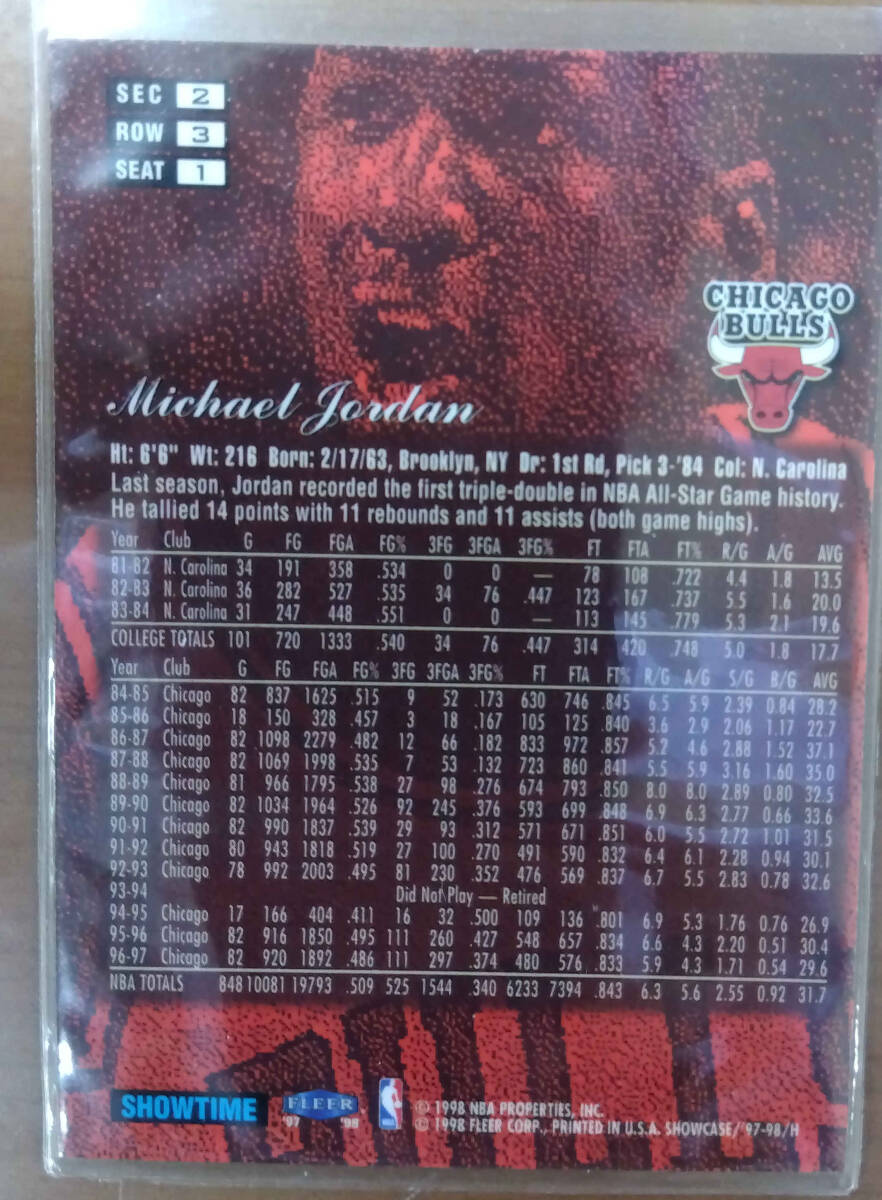 SEC 2
ROW 3
SEAT 1
CHICAGO
BULLS
Michael Jordan
Ht: 6'6" Wt: 216 Born: 2/17/63, Brooklyn, NY Dr: 1st Rd, Pick 3-'84 Col: N. Carolina
Last season, Jordan recorded the first triple-double in NBA All-Star Game history.
He tallied 14 points with 11 rebounds and 11 assists (both game highs).
Year Club G FG FGA FG% 3FG 3FGA 3FG% FT FTA FT% R/G A/G AVG
81-82 N. Carolina 34 191 358 .534 0 0 — 78 108 .722 4.4 1.8 13.5
82-83 N. Carolina 36 282 527 .535 34 76 .447 123 167 .737 5.5 1.6 20.0
83-84 N. Carolina 31 247 448 .551 0 0 — 113 145 .779 5.3 2.1 19.6
COLLEGE TOTALS 101 720 1333 .540 34 76 .447 314 420 .748 5.0 1.8 17.7
Year Club G FG FGA FG% 3FG 3FGA 3FG% FT FTA FT% R/G A/G S/G B/G AVG
84-85 Chicago 82 837 1625 .515 9 52 .173 630 746 .845 6.5 5.9 2.39 0.84 28.2
85-86 Chicago 18 150 328 .457 3 18 .167 105 125 .840 3.6 2.9 2.06 1.17 22.7
86-87 Chicago 82 1098 2279 .482 12 66 .182 833 972 .857 5.2 4.6 2.88 1.52 37.1
87-88 Chicago 82 1069 1998 .535 7 53 .132 723 860 .841 5.5 5.9 3.16 1.60 35.0
88-89 Chicago 81 966 1795 .538 27 98 .276 674 793 .850 8.0 8.0 2.89 0.80 32.5
89-90 Chicago 82 1034 1964 .526 92 245 .376 593 699 .848 6.9 6.3 2.77 0.66 33.6
90-91 Chicago 82 990 1837 .539 29 93 .312 571 671 .851 6.0 5.5 2.72 1.01 31.5
91-92 Chicago 80 943 1818 .519 27 100 .270 491 590 .832 6.4 6.1 2.28 0.94 30.1
92-93 Chicago 78 992 2003 .495 81 230 .352 476 569 .837 6.7 5.5 2.83 0.78 32.6
93-94 Did Not Play — Retired
94-95 Chicago 17 166 404 .411 16 32 .500 109 136 .801 6.9 5.3 1.76 0.76 26.9
95-96 Chicago 82 916 1850 .495 111 260 .427 548 657 .834 6.6 4.3 2.20 0.51 30.4
96-97 Chicago 82 920 1892 .486 111 297 .374 480 576 .833 5.9 4.3 1.71 0.54 29.6
NBA TOTALS 848 10081 19793 .509 525 1544 .340 6233 7394 .843 6.3 5.6 2.55 0.92 31.7
SHOWTIME FLEER '97 '98
© 1998 NBA PROPERTIES, INC.
© 1998 FLEER CORP., PRINTED IN U.S.A. SHOWCASE/'97-98/H